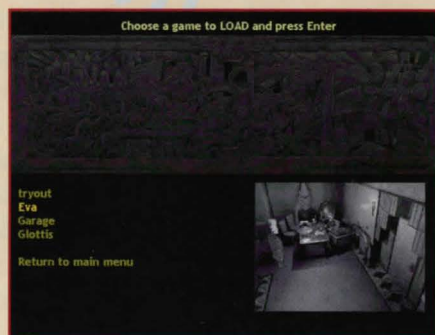 Choose a game to LOAD and press Enter
tryout
Eva
Garage
Glottis
Return to main menu